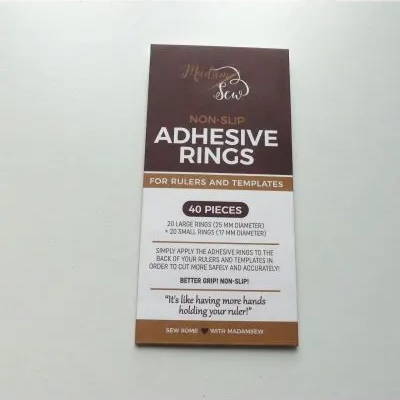 Madam
Sew
NON-SLIP
ADHESIVE
RINGS
FOR RULERS AND TEMPLATES
40 PIECES
20 LARGE RINGS (25 MM DIAMETER)
+ 20 SMALL RINGS (17 MM DIAMETER)
SIMPLY APPLY THE ADHESIVE RINGS TO THE
BACK OF YOUR RULERS AND TEMPLATES IN
ORDER TO CUT MORE SAFELY AND ACCURATELY!
BETTER GRIP! NON-SLIP!
"It's like having more hands
holding your ruler!"
SEW SOME ♥ WITH MADAMSEW